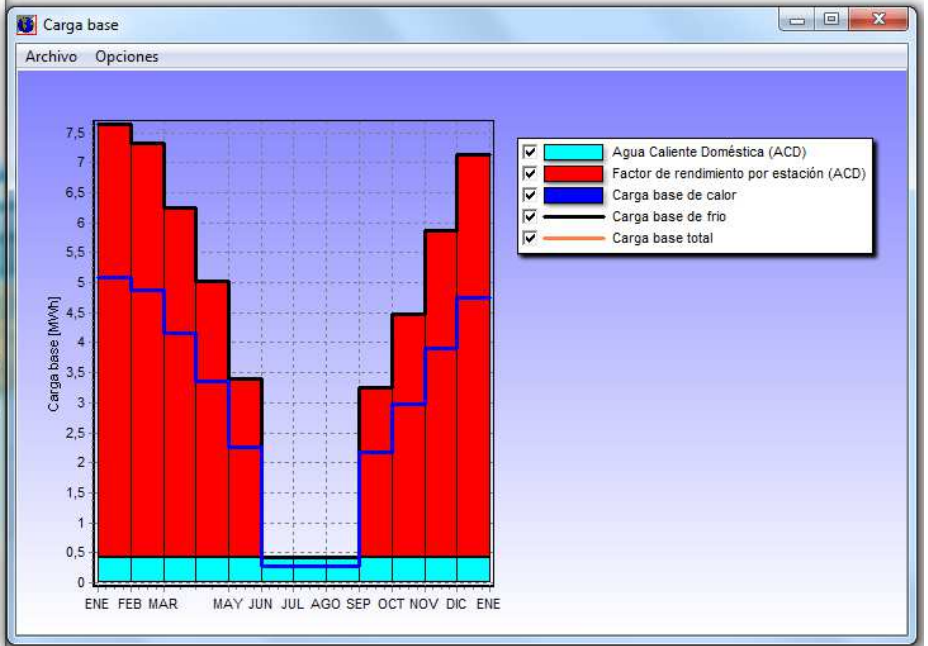 Carga base
Archivo Opciones
Agua Caliente Doméstica (ACD)
Factor de rendimiento por estación (ACD)
Carga base de calor
Carga base de frio
Carga base total
Carga base [MWh]
7,5
7
6,5
6
5,5
5
4,5
4
3,5
3
2,5
2
1,5
1
0,5
0
ENE FEB MAR MAY JUN JUL AGO SEP OCT NOV DIC ENE